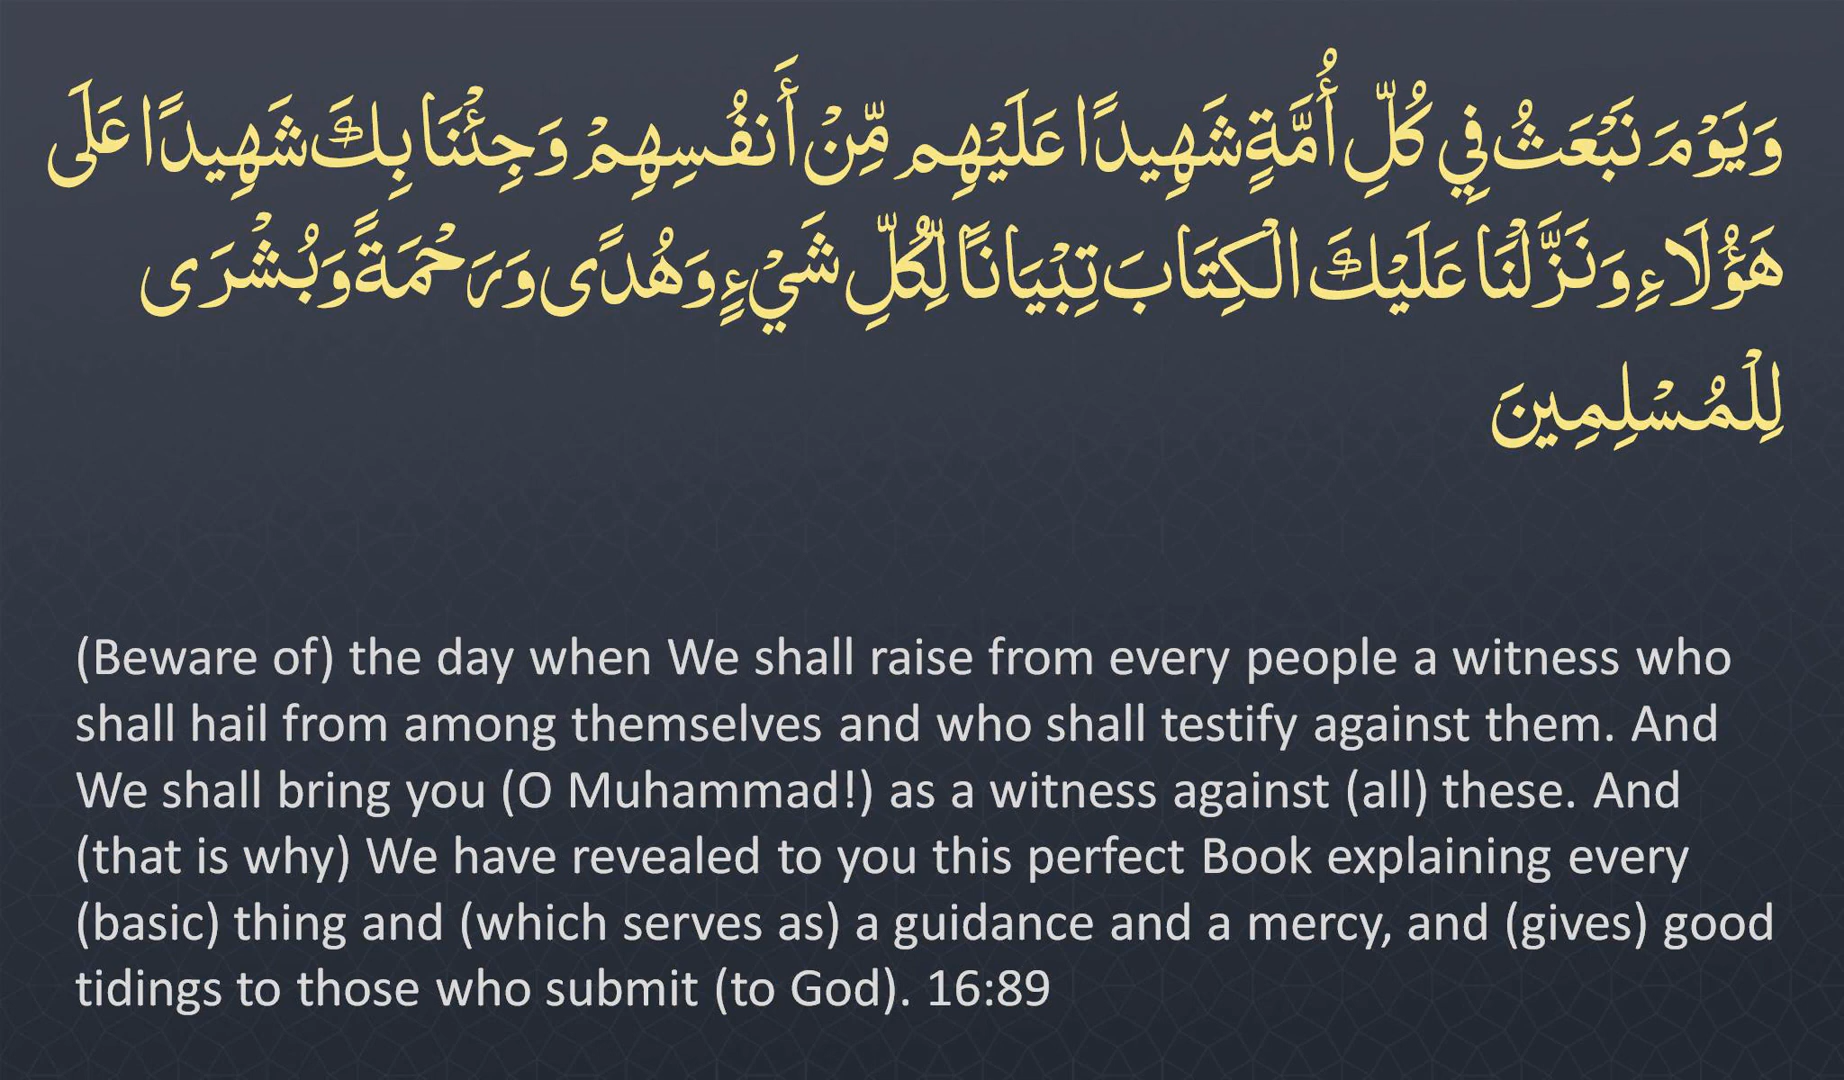 وَيَوْمَ نَبْعَثُ فِي كُلِّ أُمَّةٍ شَهِيدًا عَلَيْهِم مِّنْ أَنفُسِهِمْ وَجِئْنَا بِكَ شَهِيدًا عَلَى
هَؤُلَاءِ وَنَزَّلْنَا عَلَيْكَ الْكِتَابَ تِبْيَانًا لِّكُلِّ شَيْءٍ وَهُدًى وَرَحْمَةً وَبُشْرَى
لِلْمُسْلِمِينَ
(Beware of) the day when We shall raise from every people a witness who
shall hail from among themselves and who shall testify against them. And
We shall bring you (O Muhammad!) as a witness against (all) these. And
(that is why) We have revealed to you this perfect Book explaining every
(basic) thing and (which serves as) a guidance and a mercy, and (gives) good
tidings to those who submit (to God). 16:89